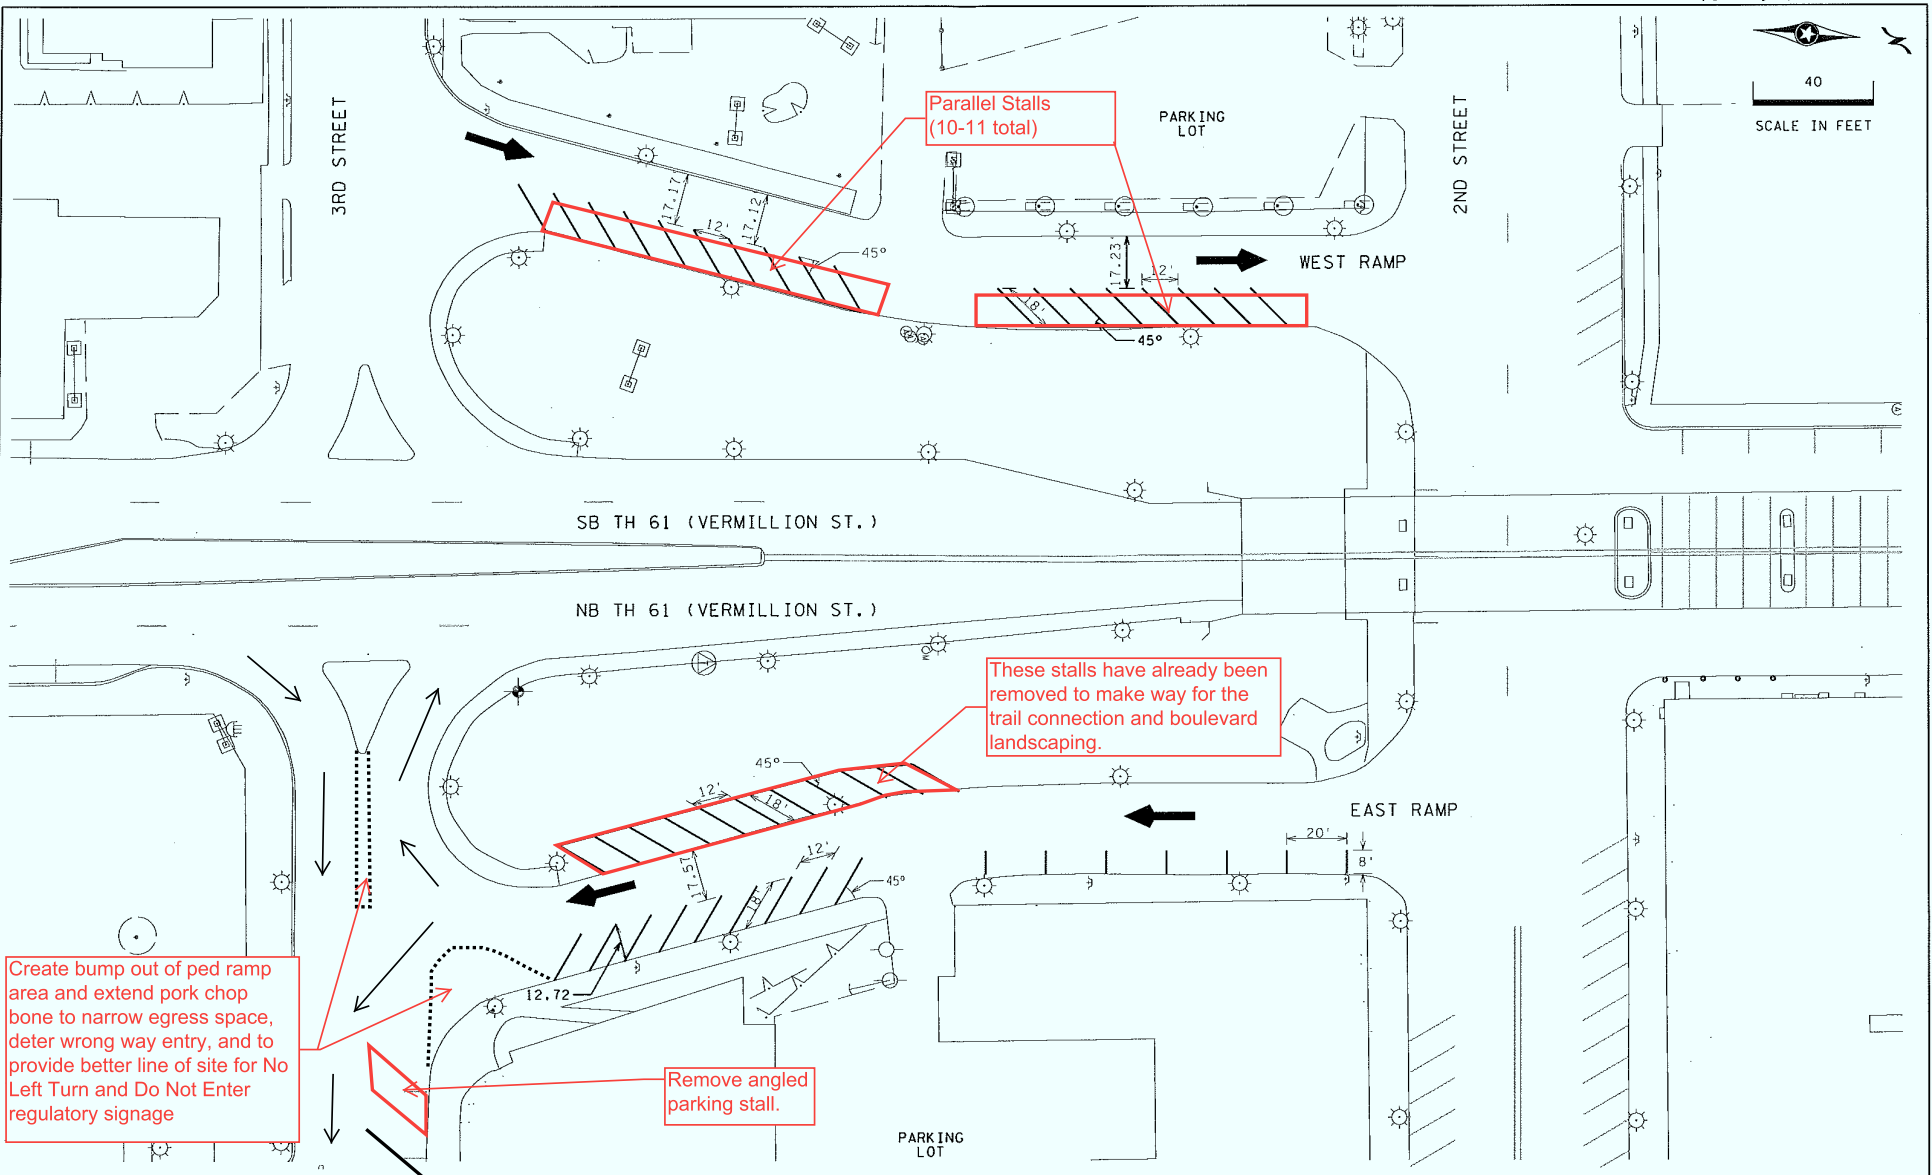 40
SCALE IN FEET
3RD STREET
2ND STREET
Parallel Stalls
(10-11 total)
PARKING
LOT
17.17
17.12
12'
45°
17.23'
12'
18'
45°
WEST RAMP
SB TH 61 (VERMILLION ST.)
NB TH 61 (VERMILLION ST.)
These stalls have already been
removed to make way for the
trail connection and boulevard
landscaping.
45°
12'
18'
EAST RAMP
20'
8'
17.57
12'
18'
45°
12.72
Create bump out of ped ramp
area and extend pork chop
bone to narrow egress space,
deter wrong way entry, and to
provide better line of site for No
Left Turn and Do Not Enter
regulatory signage
Remove angled
parking stall.
PARKING
LOT